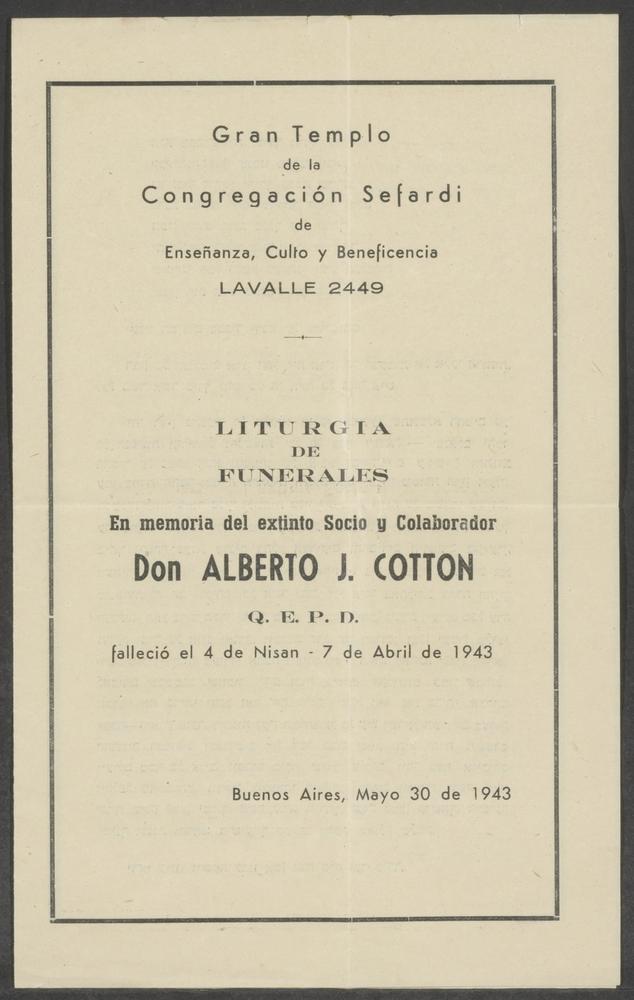 Gran Templo
de la
Congregación Sefardi
de
Enseñanza, Culto y Beneficencia
LAVALLE 2449
LITURGIA
DE
FUNERALES
En memoria del extinto Socio y Colaborador
Don ALBERTO J. COTTON
Q. E. P. D.
falleció el 4 de Nisan - 7 de Abril de 1943
Buenos Aires, Mayo 30 de 1943